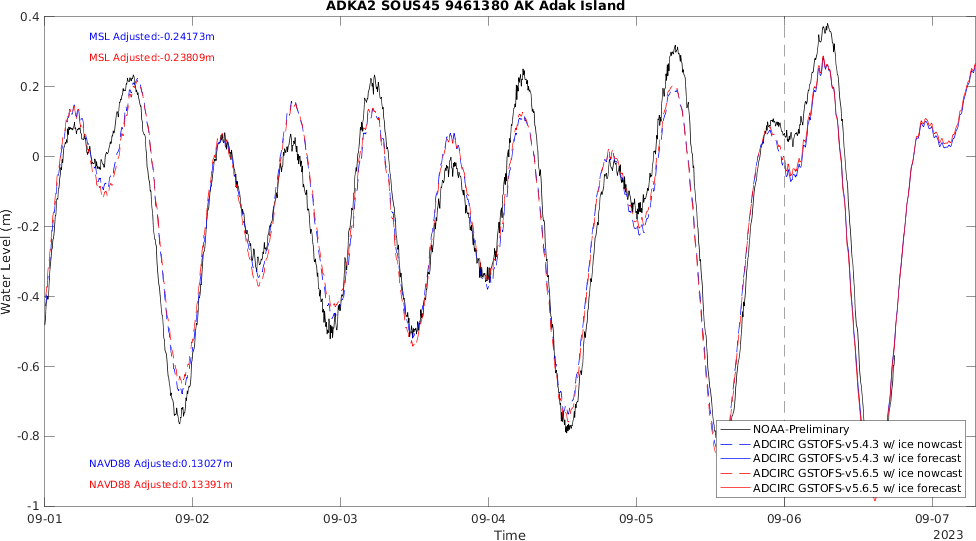 ADKA2 SOUS45 9461380 AK Adak Island
MSL Adjusted:-0.24173m
MSL Adjusted:-0.23809m
Water Level (m)
0.4
0.2
0
-0.2
-0.4
-0.6
-0.8
-1
NAVD88 Adjusted:0.13027m
NAVD88 Adjusted:0.13391m
NOAA-Preliminary
ADCIRC GSTOFS-v5.4.3 w/ ice nowcast
ADCIRC GSTOFS-v5.4.3 w/ ice forecast
ADCIRC GSTOFS-v5.6.5 w/ ice nowcast
ADCIRC GSTOFS-v5.6.5 w/ ice forecast
09-01 09-02 09-03 09-04 09-05 09-06 09-07
Time
2023